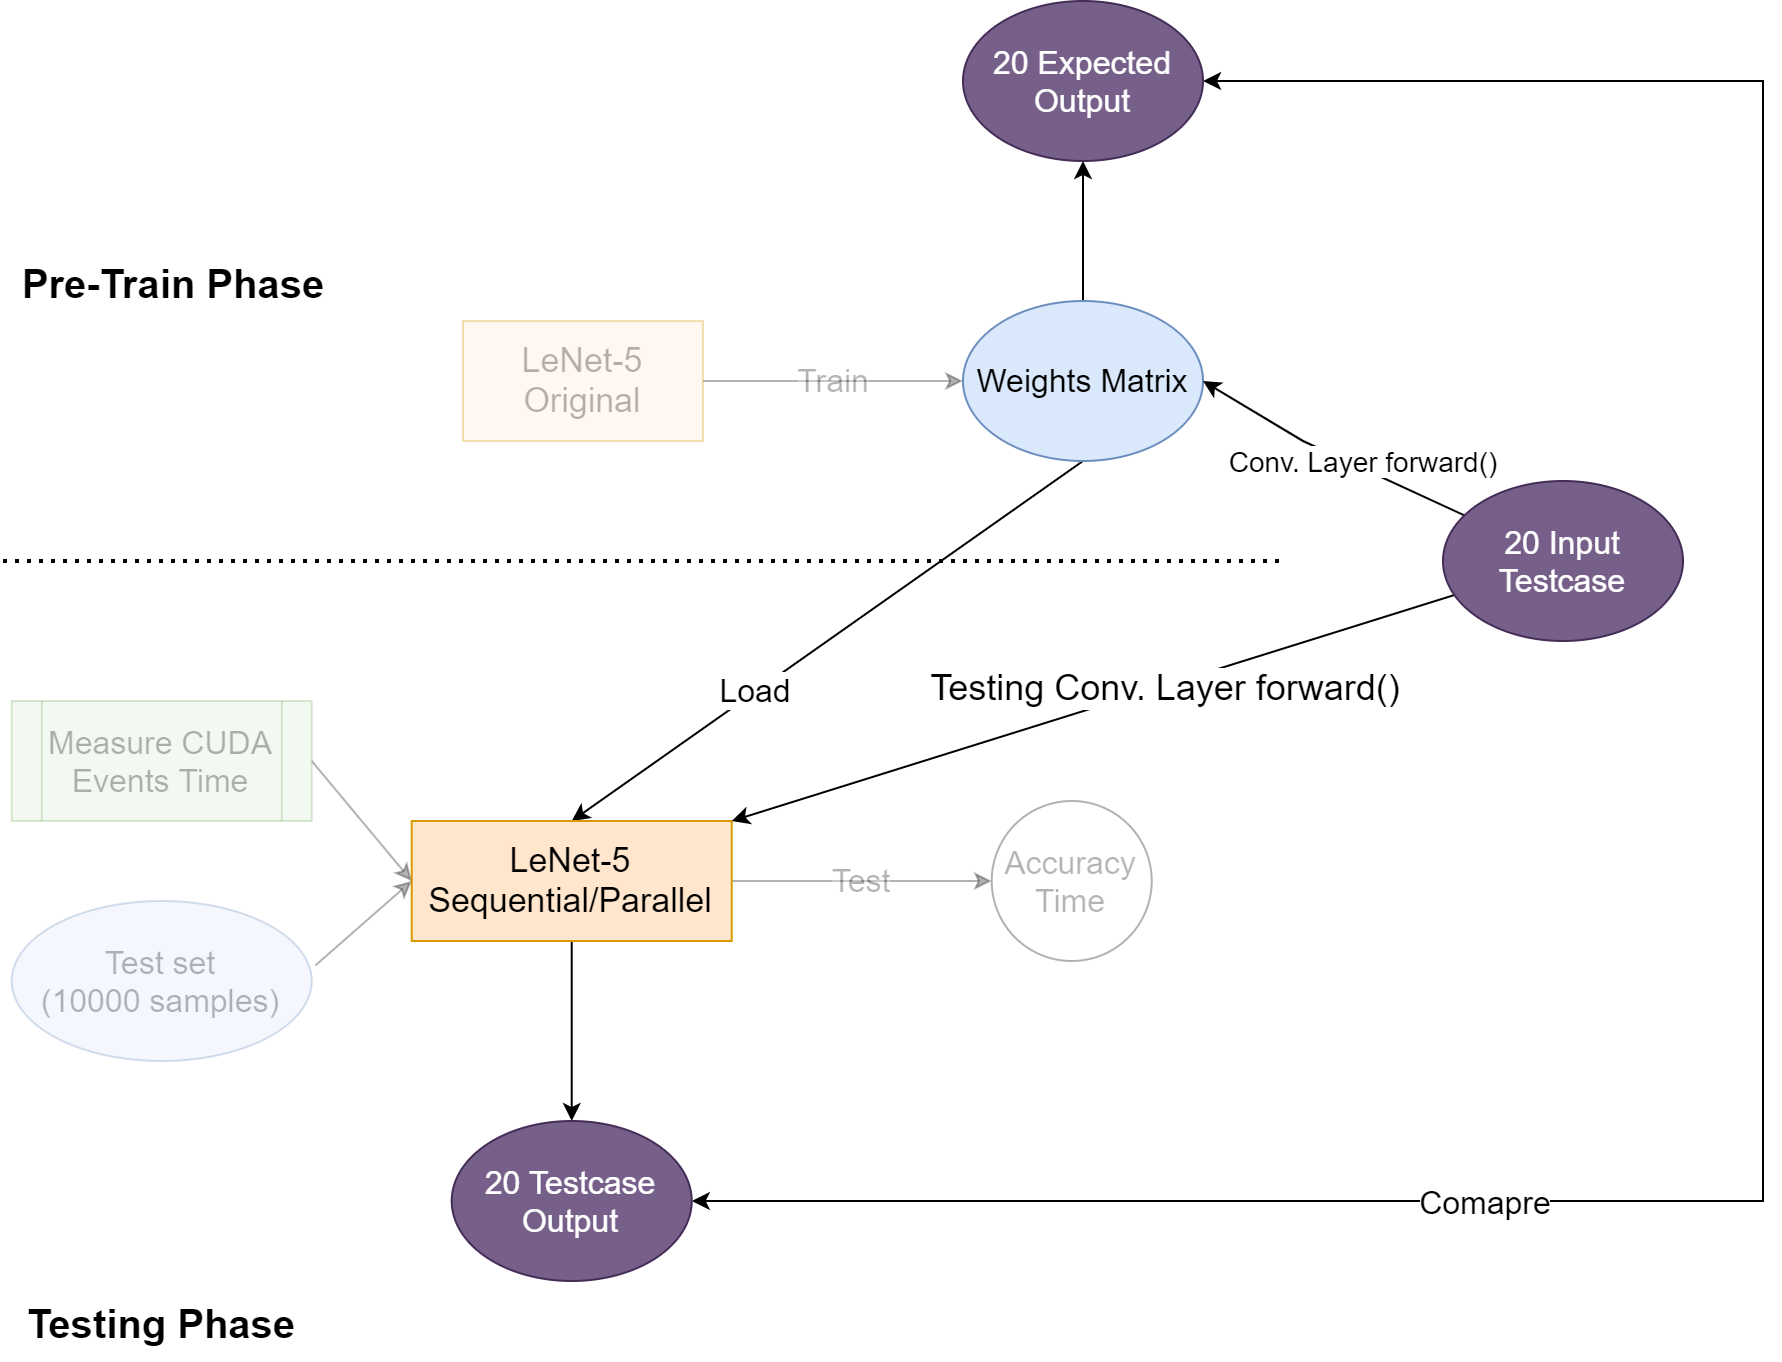 20 Expected
Output
Pre-Train Phase
LeNet-5
Original
Train
Weights Matrix
Conv. Layer forward()
20 Input
Testcase
Load
Testing Conv. Layer forward()
Measure CUDA
Events Time
LeNet-5
Sequential/Parallel
Test
Accuracy
Time
Test set
(10000 samples)
20 Testcase
Output
Comapre
Testing Phase